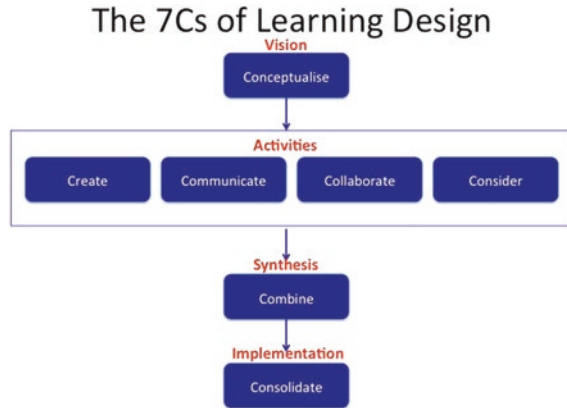 The 7Cs of Learning Design
Vision
Conceptualise
Activities
Create Communicate Collaborate Consider
Synthesis
Combine
Implementation
Consolidate